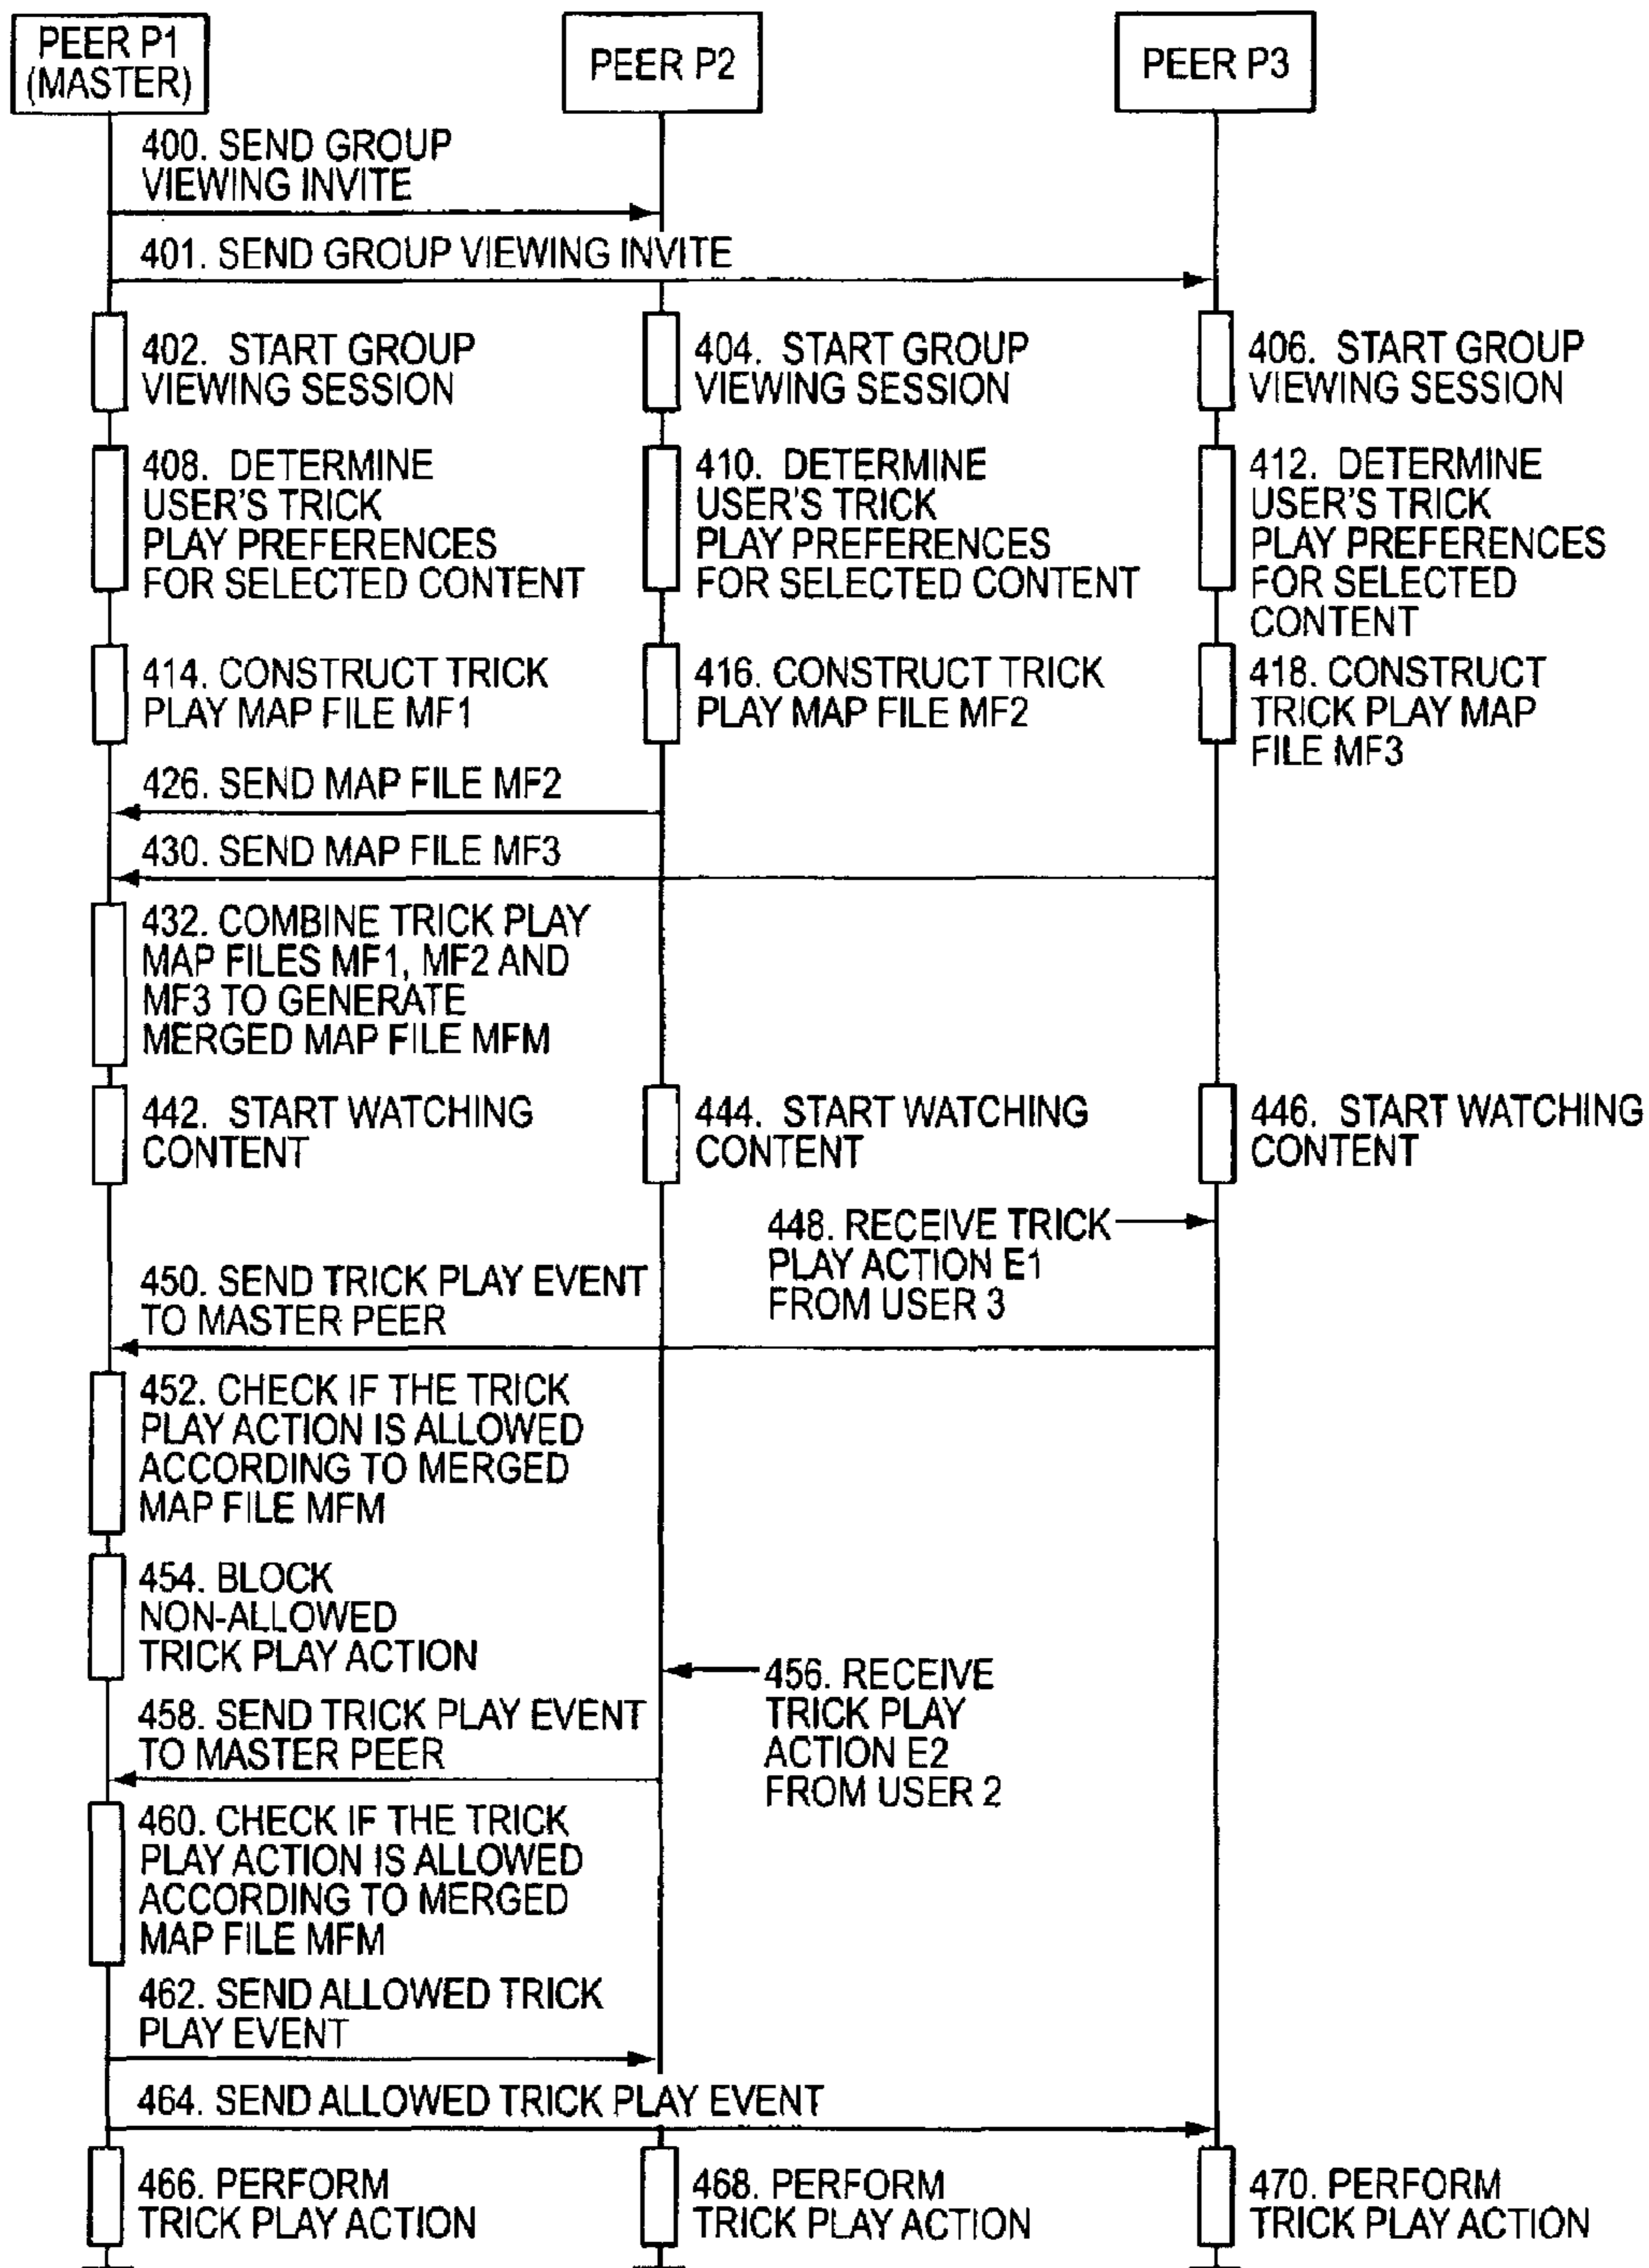 PEER P1
(MASTER)
PEER P2
PEER P3
400. SEND GROUP
VIEWING INVITE
401. SEND GROUP VIEWING INVITE
402. START GROUP
VIEWING SESSION
404. START GROUP
VIEWING SESSION
406. START GROUP
VIEWING SESSION
408. DETERMINE
USER'S TRICK
PLAY PREFERENCES
FOR SELECTED CONTENT
410. DETERMINE
USER'S TRICK
PLAY PREFERENCES
FOR SELECTED CONTENT
412. DETERMINE
USER'S TRICK
PLAY PREFERENCES
FOR SELECTED
CONTENT
414. CONSTRUCT TRICK
PLAY MAP FILE MF1
416. CONSTRUCT TRICK
PLAY MAP FILE MF2
418. CONSTRUCT
TRICK PLAY MAP
FILE MF3
426. SEND MAP FILE MF2
430. SEND MAP FILE MF3
432. COMBINE TRICK PLAY
MAP FILES MF1, MF2 AND
MF3 TO GENERATE
MERGED MAP FILE MFM
442. START WATCHING
CONTENT
444. START WATCHING
CONTENT
446. START WATCHING
CONTENT
448. RECEIVE TRICK
PLAY ACTION E1
FROM USER 3
450. SEND TRICK PLAY EVENT
TO MASTER PEER
452. CHECK IF THE TRICK
PLAY ACTION IS ALLOWED
ACCORDING TO MERGED
MAP FILE MFM
454. BLOCK
NON-ALLOWED
TRICK PLAY ACTION
456. RECEIVE
TRICK PLAY
ACTION E2
FROM USER 2
458. SEND TRICK PLAY EVENT
TO MASTER PEER
460. CHECK IF THE TRICK
PLAY ACTION IS ALLOWED
ACCORDING TO MERGED
MAP FILE MFM
462. SEND ALLOWED TRICK
PLAY EVENT
464. SEND ALLOWED TRICK PLAY EVENT
466. PERFORM
TRICK PLAY ACTION
468. PERFORM
TRICK PLAY ACTION
470. PERFORM
TRICK PLAY ACTION